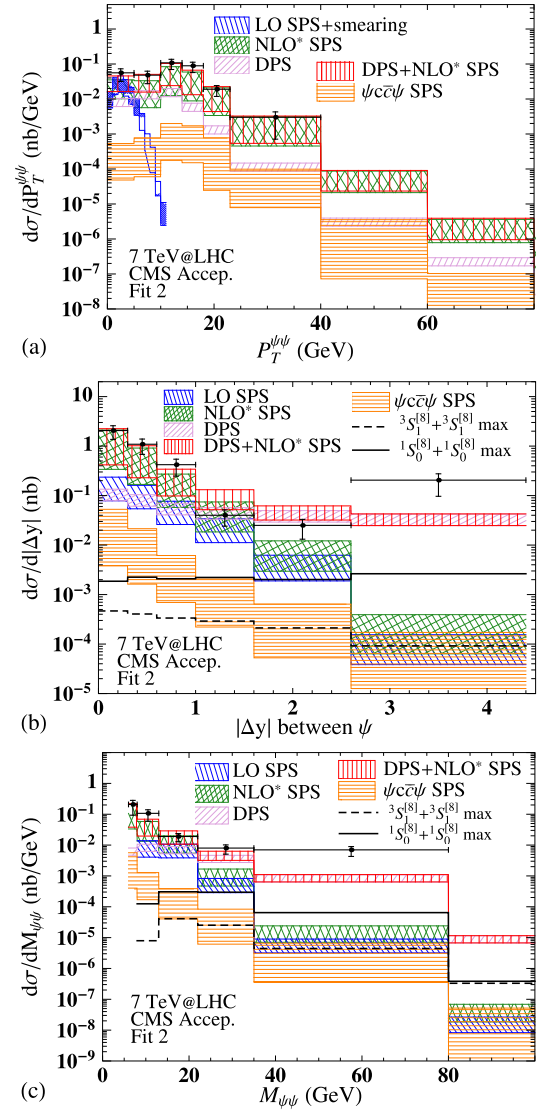 LO SPS+smearing
NLO* SPS
DPS
DPS+NLO* SPS
ψcc̄ψ SPS
dσ/dP_T^ψψ (nb/GeV)
1
10⁻¹
10⁻²
10⁻³
10⁻⁴
10⁻⁵
10⁻⁶
10⁻⁷
10⁻⁸
7 TeV@LHC
CMS Accep.
Fit 2
0 20 40 60
(a)
P_T^ψψ (GeV)
LO SPS
NLO* SPS
DPS
DPS+NLO* SPS
ψcc̄ψ SPS
³S₁^[8]+³S₁^[8] max
¹S₀^[8]+¹S₀^[8] max
dσ/d|Δy| (nb)
10
1
10⁻¹
10⁻²
10⁻³
10⁻⁴
10⁻⁵
7 TeV@LHC
CMS Accep.
Fit 2
0 1 2 3 4
(b)
|Δy| between ψ
LO SPS
NLO* SPS
DPS
DPS+NLO* SPS
ψcc̄ψ SPS
³S₁^[8]+³S₁^[8] max
¹S₀^[8]+¹S₀^[8] max
dσ/dM_ψψ (nb/GeV)
1
10⁻¹
10⁻²
10⁻³
10⁻⁴
10⁻⁵
10⁻⁶
10⁻⁷
10⁻⁸
10⁻⁹
7 TeV@LHC
CMS Accep.
Fit 2
0 20 40 60 80
(c)
M_ψψ (GeV)